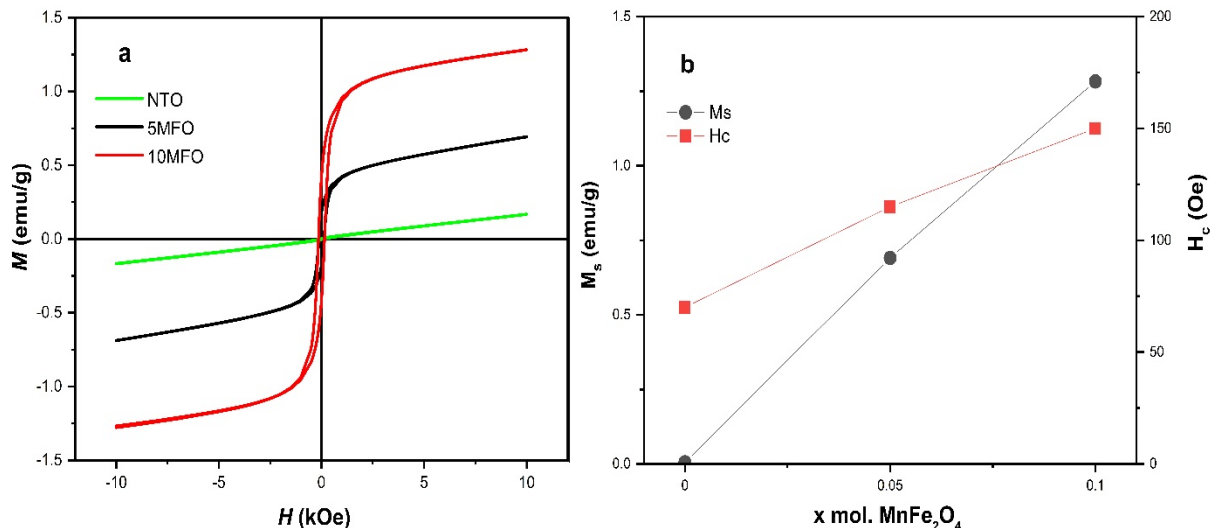 a
NTO
5MFO
10MFO
1.5
1.0
0.5
0.0
-0.5
-1.0
-1.5
M (emu/g)
-10
-5
0
5
10
H (kOe)
b
Ms
Hc
1.5
1.0
0.5
0.0
Mₛ (emu/g)
200
150
100
50
0
H_c (Oe)
0
0.05
0.1
x mol. MnFe₂O₄